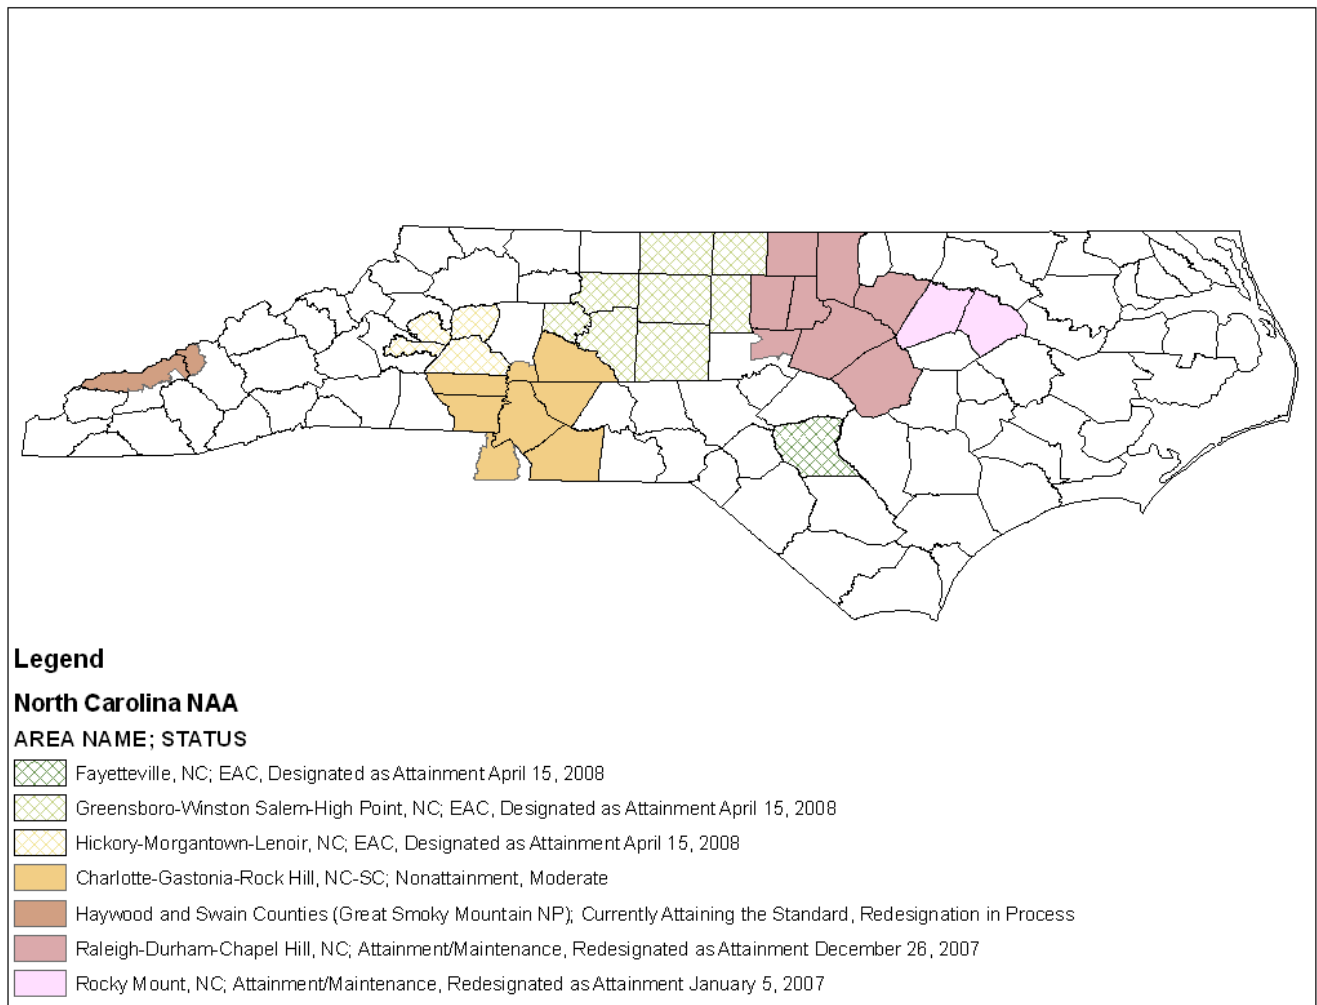 Legend
North Carolina NAA
AREA NAME; STATUS
Fayetteville, NC; EAC, Designated as Attainment April 15, 2008
Greensboro-Winston Salem-High Point, NC; EAC, Designated as Attainment April 15, 2008
Hickory-Morgantown-Lenoir, NC; EAC, Designated as Attainment April 15, 2008
Charlotte-Gastonia-Rock Hill, NC-SC; Nonattainment, Moderate
Haywood and Swain Counties (Great Smoky Mountain NP); Currently Attaining the Standard, Redesignation in Process
Raleigh-Durham-Chapel Hill, NC; Attainment/Maintenance, Redesignated as Attainment December 26, 2007
Rocky Mount, NC; Attainment/Maintenance, Redesignated as Attainment January 5, 2007